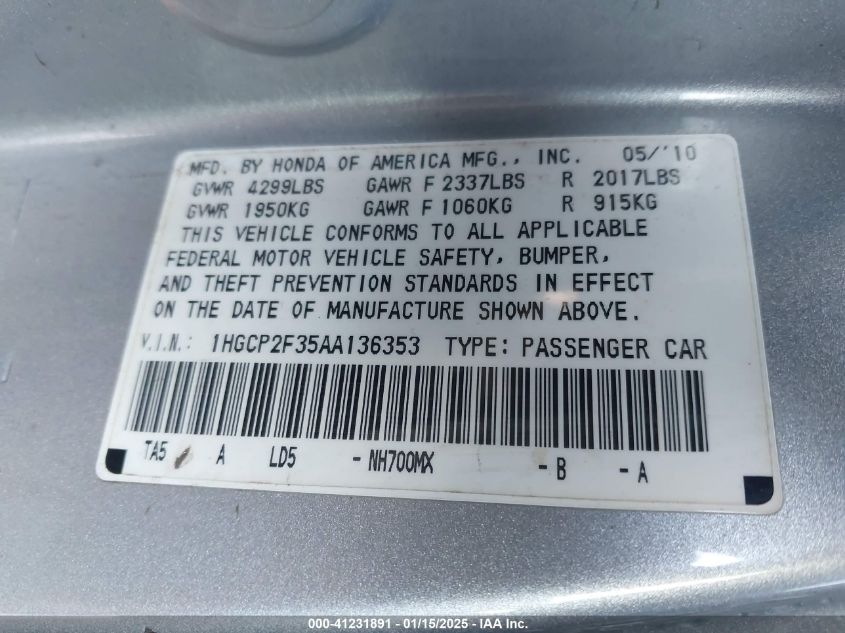 MFD. BY HONDA OF AMERICA MFG., INC. 05/'10
GVWR 4299LBS GAWR F 2337LBS R 2017LBS
GVWR 1950KG GAWR F 1060KG R 915KG
THIS VEHICLE CONFORMS TO ALL APPLICABLE
FEDERAL MOTOR VEHICLE SAFETY, BUMPER,
AND THEFT PREVENTION STANDARDS IN EFFECT
ON THE DATE OF MANUFACTURE SHOWN ABOVE.
V.I.N.: 1HGCP2F35AA136353 TYPE: PASSENGER CAR
TA5 A LD5 -NH700MX -B -A
000-41231891 - 01/15/2025 - IAA Inc.